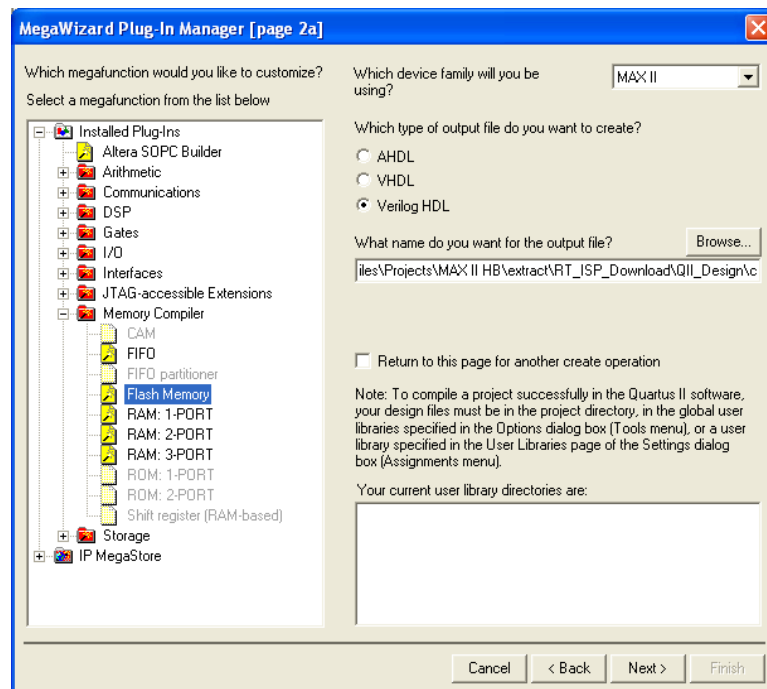 MegaWizard Plug-In Manager [page 2a]
Which megafunction would you like to customize?
Select a megafunction from the list below
Installed Plug-Ins
Altera SOPC Builder
Arithmetic
Communications
DSP
Gates
I/O
Interfaces
JTAG-accessible Extensions
Memory Compiler
CAM
FIFO
FIFO partitioner
Flash Memory
RAM: 1-PORT
RAM: 2-PORT
RAM: 3-PORT
ROM: 1-PORT
ROM: 2-PORT
Shift register (RAM-based)
Storage
IP MegaStore
Which device family will you be
using?
MAX II
Which type of output file do you want to create?
AHDL
VHDL
Verilog HDL
What name do you want for the output file?
Browse...
iles\Projects\MAX II HB\extract\RT_ISP_Download\QII_Design\c
Return to this page for another create operation
Note: To compile a project successfully in the Quartus II software,
your design files must be in the project directory, in the global user
libraries specified in the Options dialog box (Tools menu), or a user
library specified in the User Libraries page of the Settings dialog
box (Assignments menu).
Your current user library directories are:
Cancel
< Back
Next >
Finish